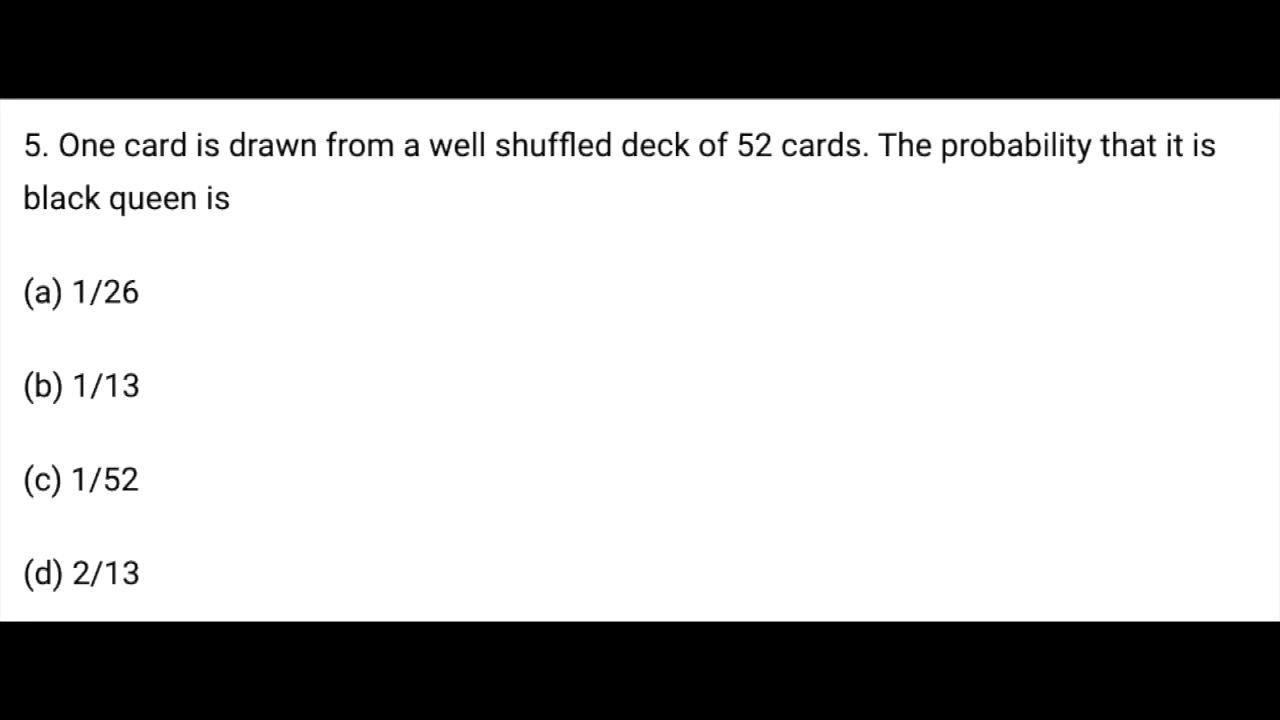 5. One card is drawn from a well shuffled deck of 52 cards. The probability that it is
black queen is
(a) 1/26
(b) 1/13
(c) 1/52
(d) 2/13